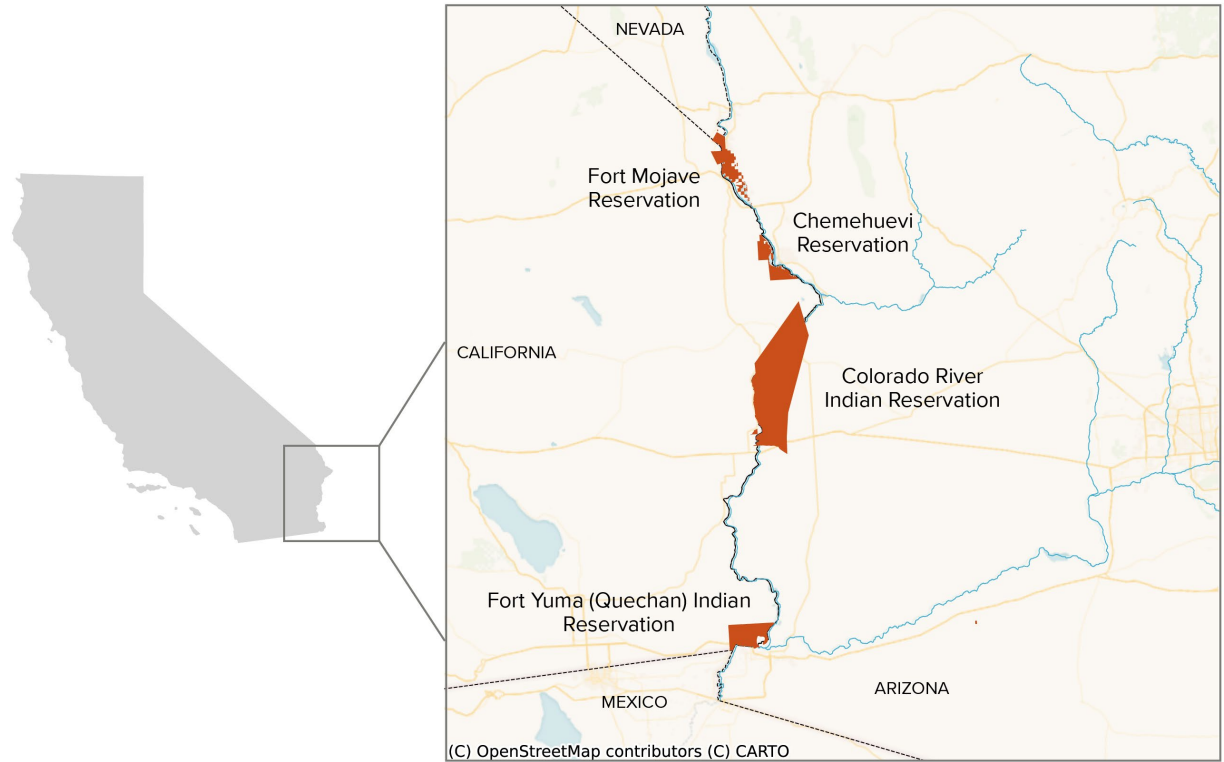 NEVADA
Fort Mojave
Reservation
Chemehuevi
Reservation
CALIFORNIA
Colorado River
Indian Reservation
Fort Yuma (Quechan) Indian
Reservation
ARIZONA
MEXICO
(C) OpenStreetMap contributors (C) CARTO